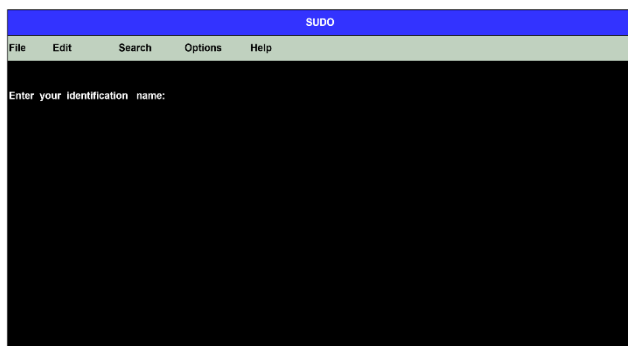 SUDO
File Edit Search Options Help
Enter your identification name: